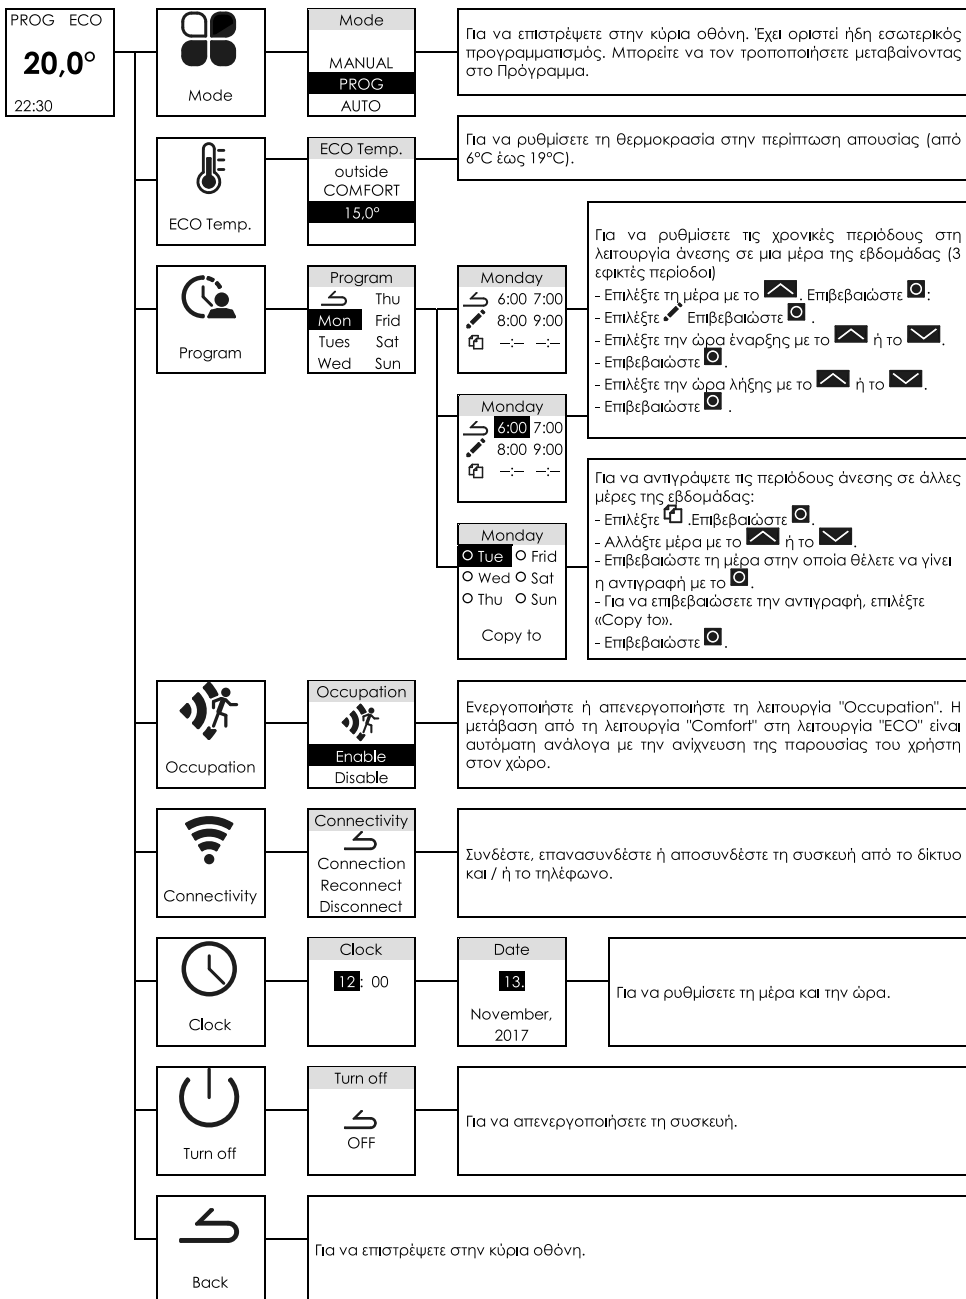 PROG ECO
20,0°
22:30
Mode
Mode
MANUAL
PROG
AUTO
Για να επιστρέψετε στην κύρια οθόνη. Έχει οριστεί ήδη εσωτερικός
προγραμματισμός. Μπορείτε να τον τροποποιήσετε μεταβαίνοντας
στο Πρόγραμμα.
ECO Temp.
ECO Temp.
outside
COMFORT
15,0°
Για να ρυθμίσετε τη θερμοκρασία στην περίπτωση απουσίας (από
6°C έως 19°C).
Program
Program
Thu
Mon Frid
Tues Sat
Wed Sun
Monday
6:00 7:00
8:00 9:00
–:– –:–
Για να ρυθμίσετε τις χρονικές περιόδους στη
λειτουργία άνεσης σε μια μέρα της εβδομάδας (3
εφικτές περίοδοι)
- Επιλέξτε τη μέρα με το . Επιβεβαιώστε :
- Επιλέξτε Επιβεβαιώστε .
- Επιλέξτε την ώρα έναρξης με το ή το .
- Επιβεβαιώστε .
- Επιλέξτε την ώρα λήξης με το ή το .
- Επιβεβαιώστε .
Monday
6:00 7:00
8:00 9:00
–:– –:–
Monday
Tue Frid
Wed Sat
Thu Sun
Copy to
Για να αντιγράψετε τις περιόδους άνεσης σε άλλες
μέρες της εβδομάδας:
- Επιλέξτε .Επιβεβαιώστε .
- Αλλάξτε μέρα με το ή το .
- Επιβεβαιώστε τη μέρα στην οποία θέλετε να γίνει
η αντιγραφή με το .
- Για να επιβεβαιώσετε την αντιγραφή, επιλέξτε
«Copy to».
- Επιβεβαιώστε .
Occupation
Occupation
Enable
Disable
Ενεργοποιήστε ή απενεργοποιήστε τη λειτουργία "Occupation". Η
μετάβαση από τη λειτουργία "Comfort" στη λειτουργία "ECO" είναι
αυτόματη ανάλογα με την ανίχνευση της παρουσίας του χρήστη
στον χώρο.
Connectivity
Connectivity
Connection
Reconnect
Disconnect
Συνδέστε, επανασυνδέστε ή αποσυνδέστε τη συσκευή από το δίκτυο
και / ή το τηλέφωνο.
Clock
Clock
12: 00
Date
13.
November,
2017
Για να ρυθμίσετε τη μέρα και την ώρα.
Turn off
Turn off
OFF
Για να απενεργοποιήσετε τη συσκευή.
Back
Για να επιστρέψετε στην κύρια οθόνη.